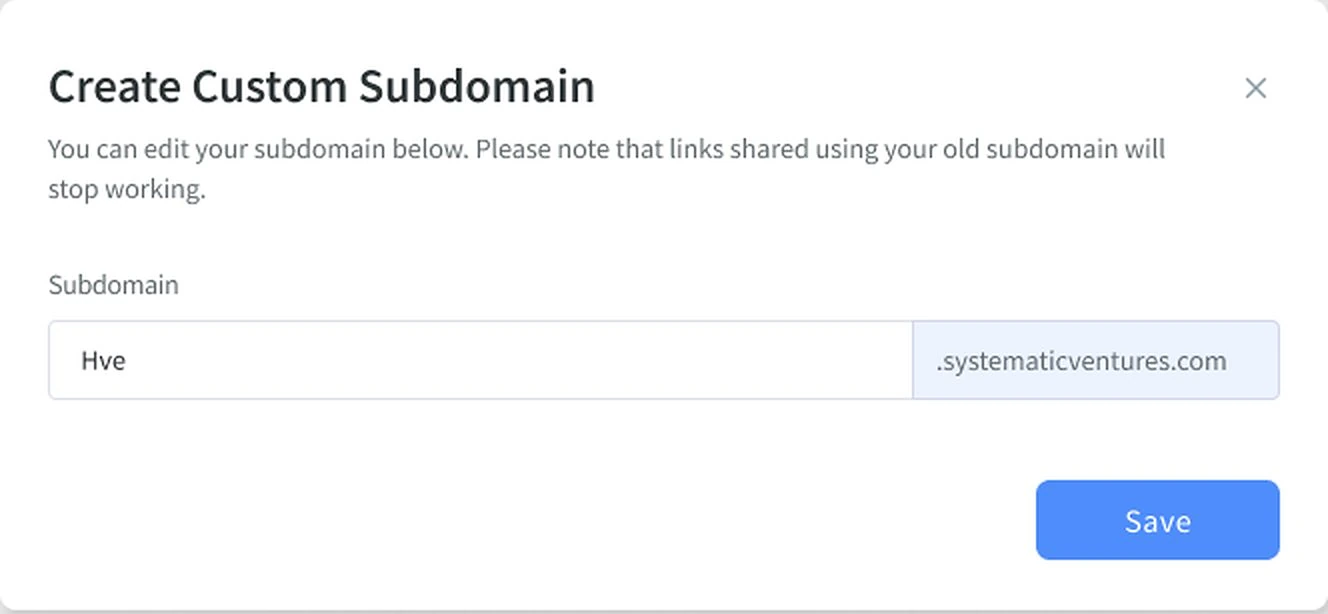 Create Custom Subdomain
You can edit your subdomain below. Please note that links shared using your old subdomain will
stop working.
Subdomain
Hve .systematicventures.com
Save